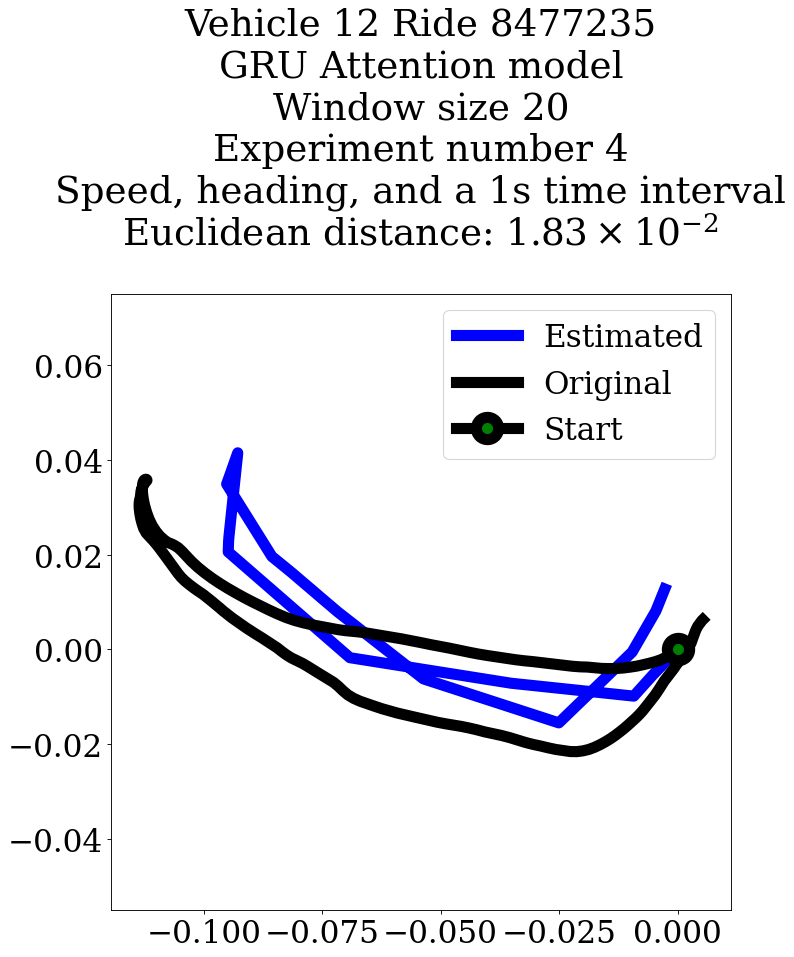 Vehicle 12 Ride 8477235
GRU Attention model
Window size 20
Experiment number 4
Speed, heading, and a 1s time interval
Euclidean distance: 1.83 × 10⁻²
Estimated
Original
Start
0.06
0.04
0.02
0.00
−0.02
−0.04
−0.100 −0.075 −0.050 −0.025 0.000